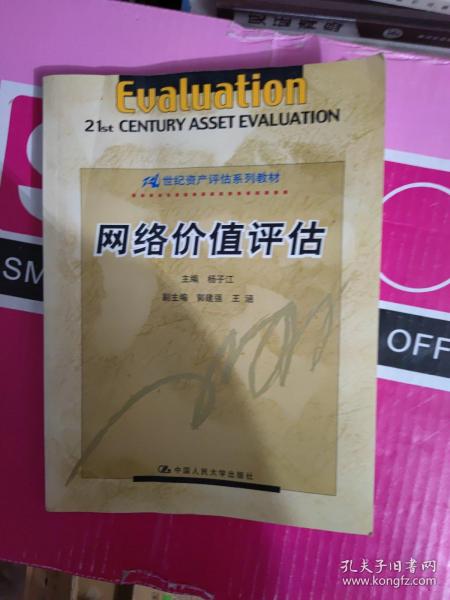 Evaluation
21st CENTURY ASSET EVALUATION
21世纪资产评估系列教材
网络价值评估
主编 杨子江
副主编 郭建强 王涵
中国人民大学出版社
SM
OFF
孔夫子旧书网
www.kongfz.com